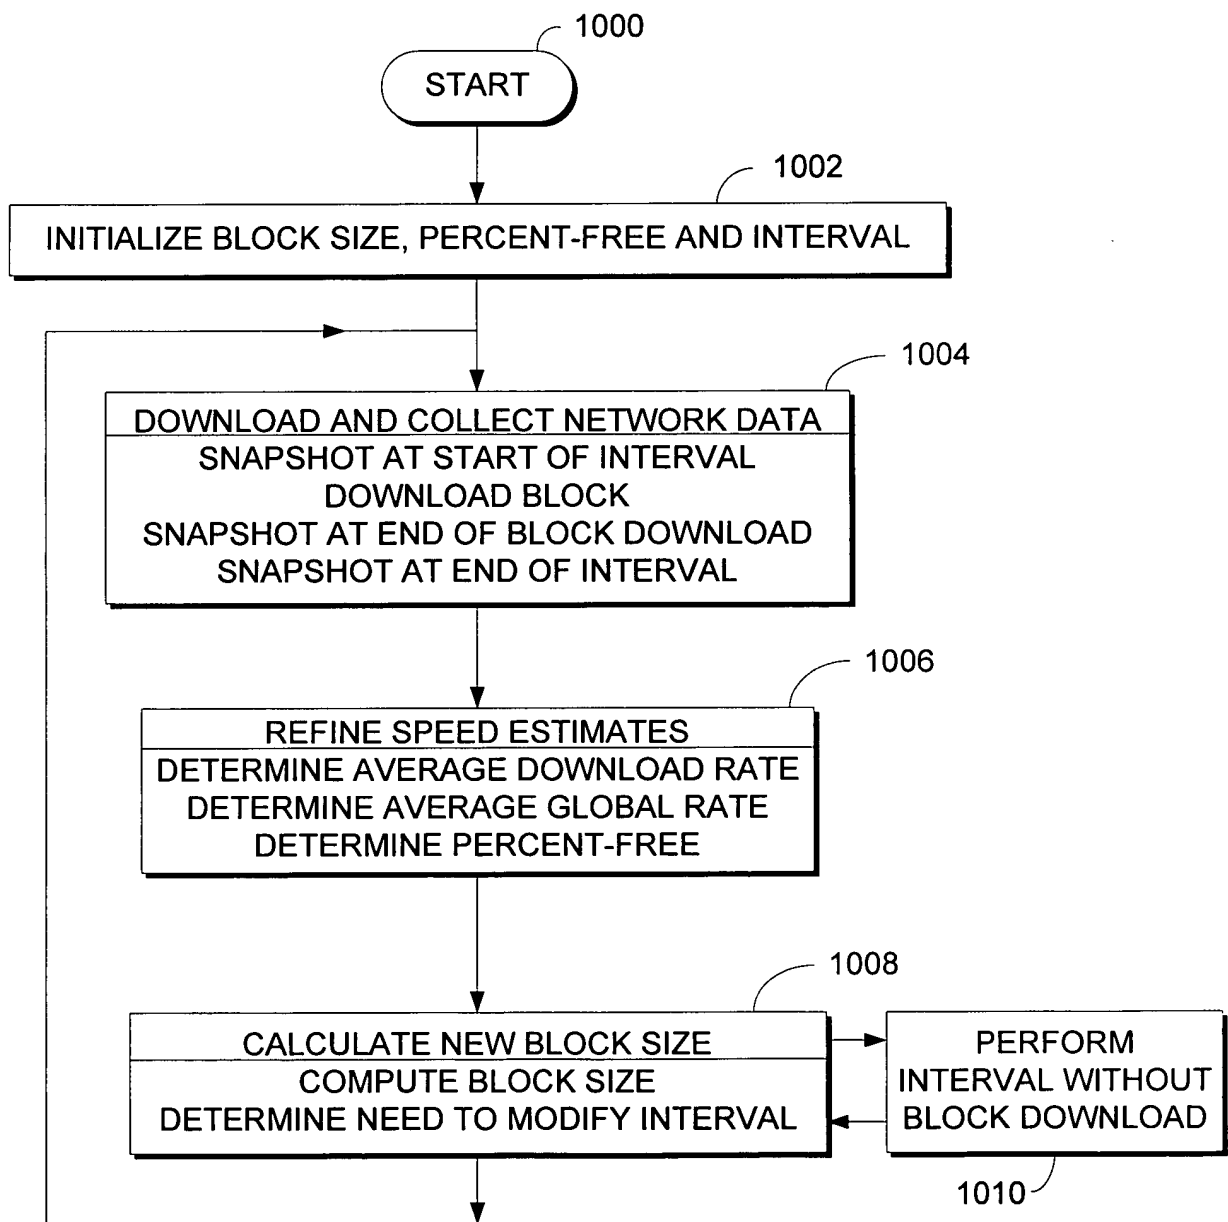 1000
START
1002
INITIALIZE BLOCK SIZE, PERCENT-FREE AND INTERVAL
1004
DOWNLOAD AND COLLECT NETWORK DATA
SNAPSHOT AT START OF INTERVAL
DOWNLOAD BLOCK
SNAPSHOT AT END OF BLOCK DOWNLOAD
SNAPSHOT AT END OF INTERVAL
1006
REFINE SPEED ESTIMATES
DETERMINE AVERAGE DOWNLOAD RATE
DETERMINE AVERAGE GLOBAL RATE
DETERMINE PERCENT-FREE
1008
CALCULATE NEW BLOCK SIZE
COMPUTE BLOCK SIZE
DETERMINE NEED TO MODIFY INTERVAL
PERFORM
INTERVAL WITHOUT
BLOCK DOWNLOAD
1010